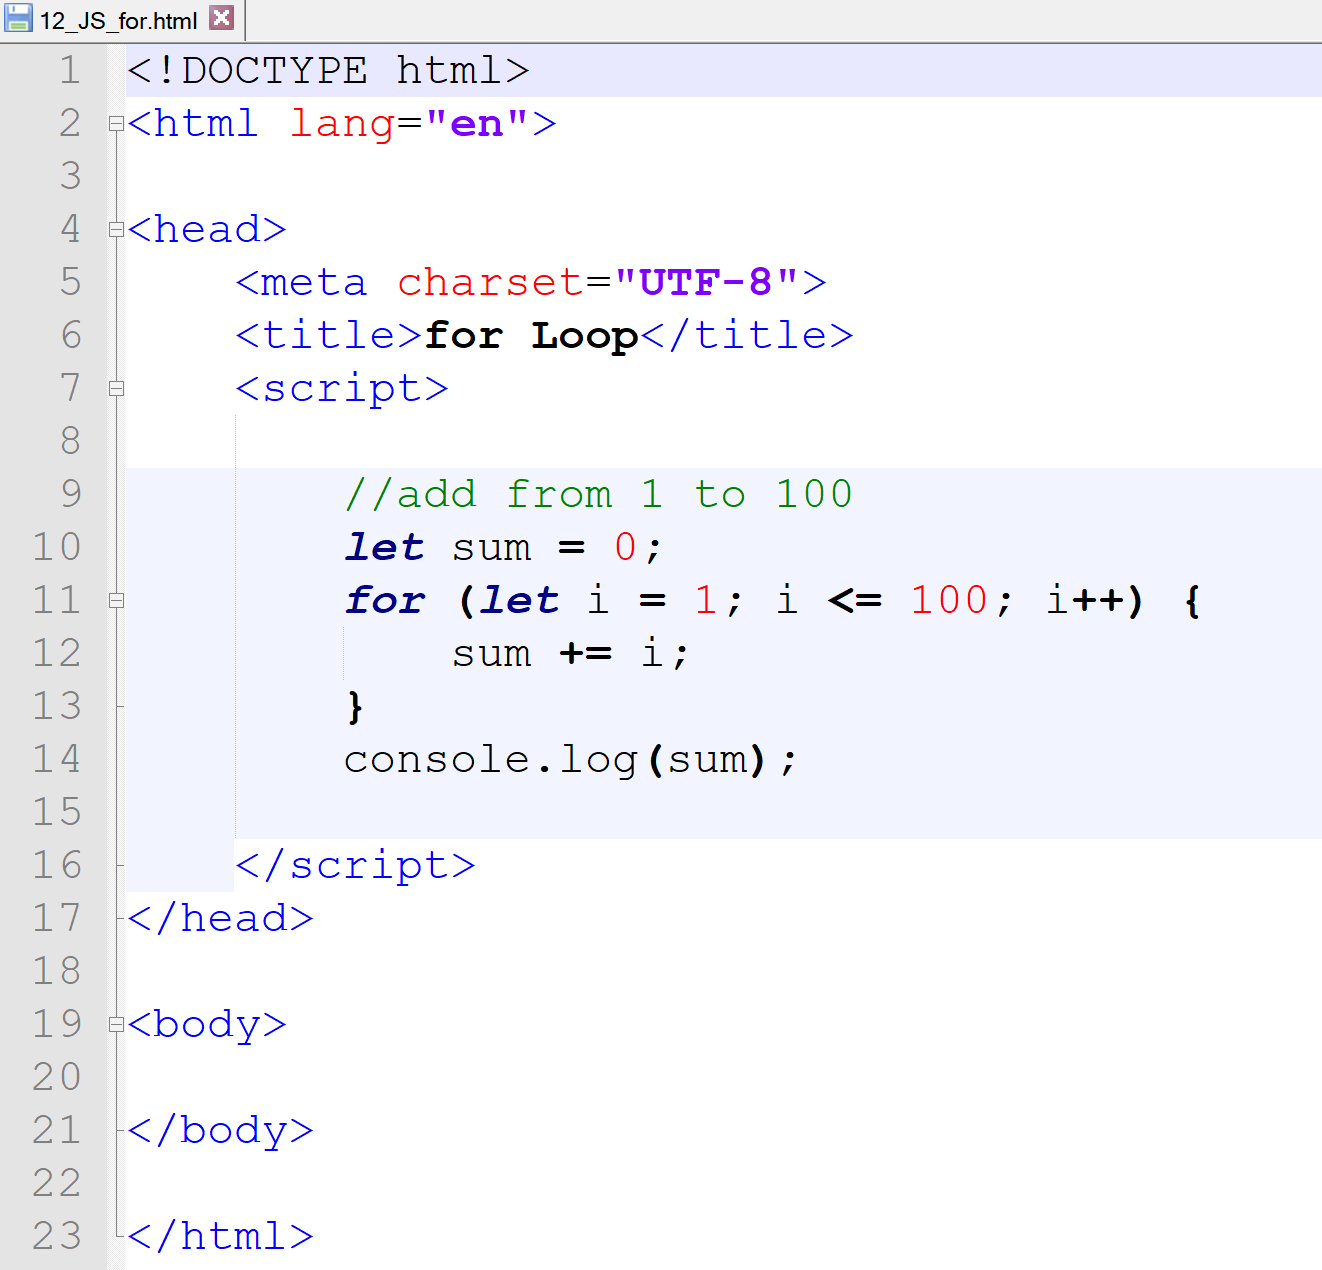 12_JS_for.html
1 <!DOCTYPE html>
2 <html lang="en">
3
4 <head>
5     <meta charset="UTF-8">
6     <title>for Loop</title>
7     <script>
8
9         //add from 1 to 100
10         let sum = 0;
11         for (let i = 1; i <= 100; i++) {
12             sum += i;
13         }
14         console.log(sum);
15
16     </script>
17 </head>
18
19 <body>
20
21 </body>
22
23 </html>